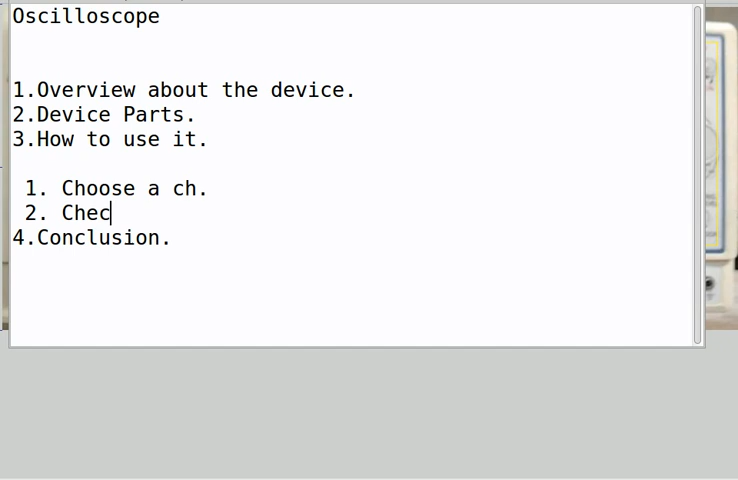 Oscilloscope
1.Overview about the device.
2.Device Parts.
3.How to use it.
1. Choose a ch.
2. Chec
4.Conclusion.